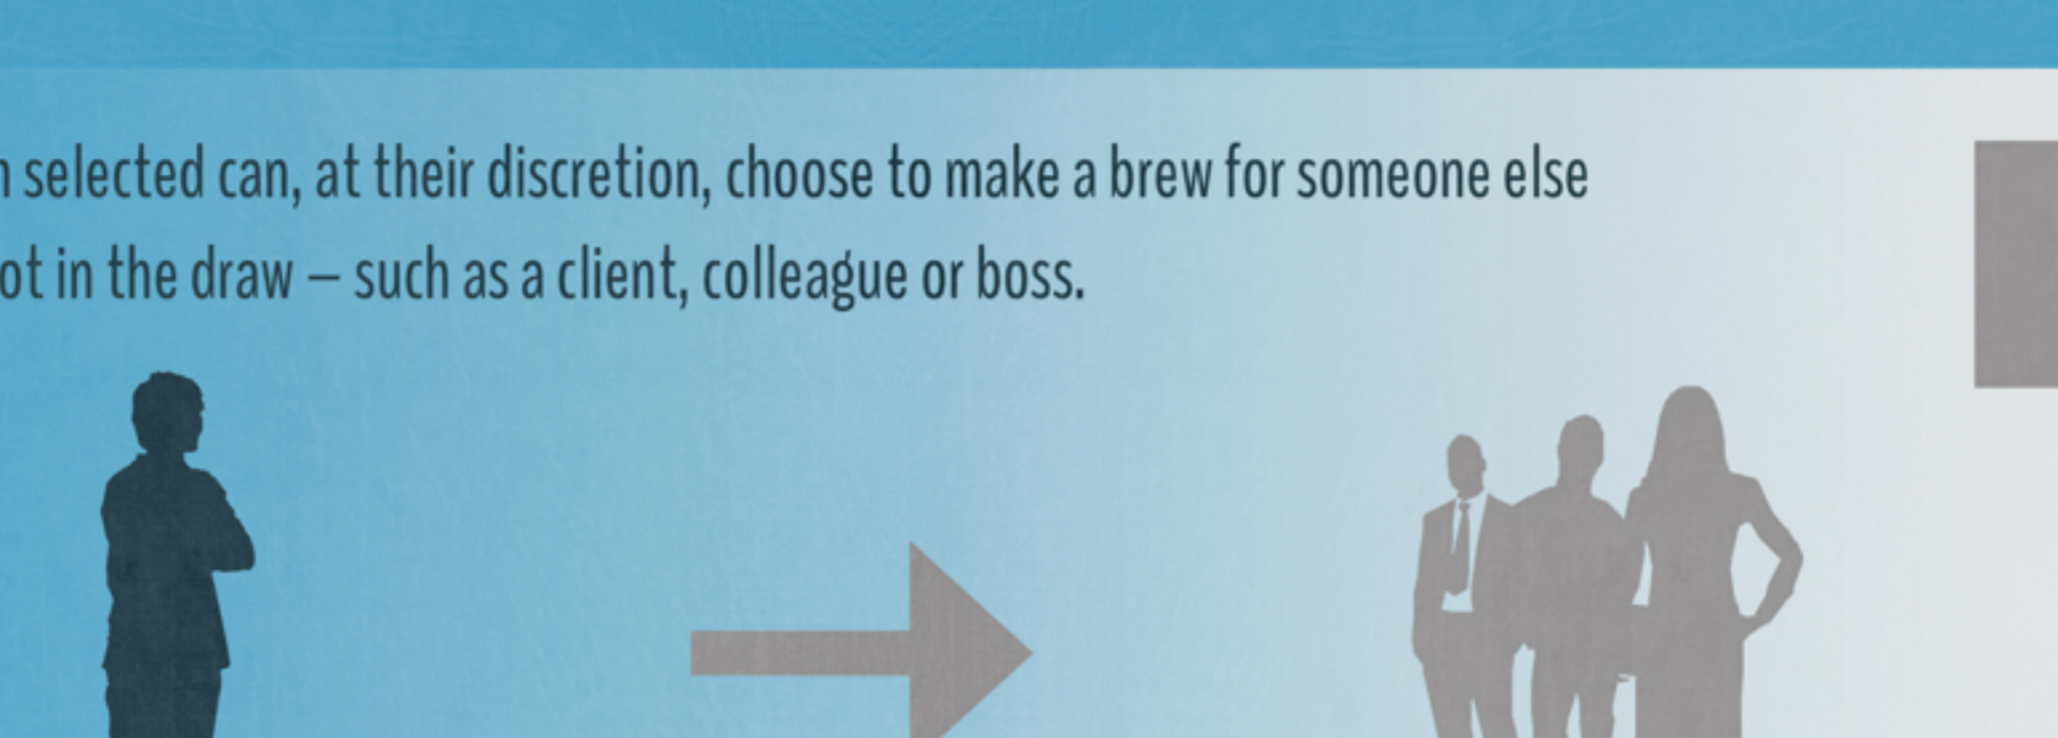 selected can, at their discretion, choose to make a brew for someone else
in the draw – such as a client, colleague or boss.